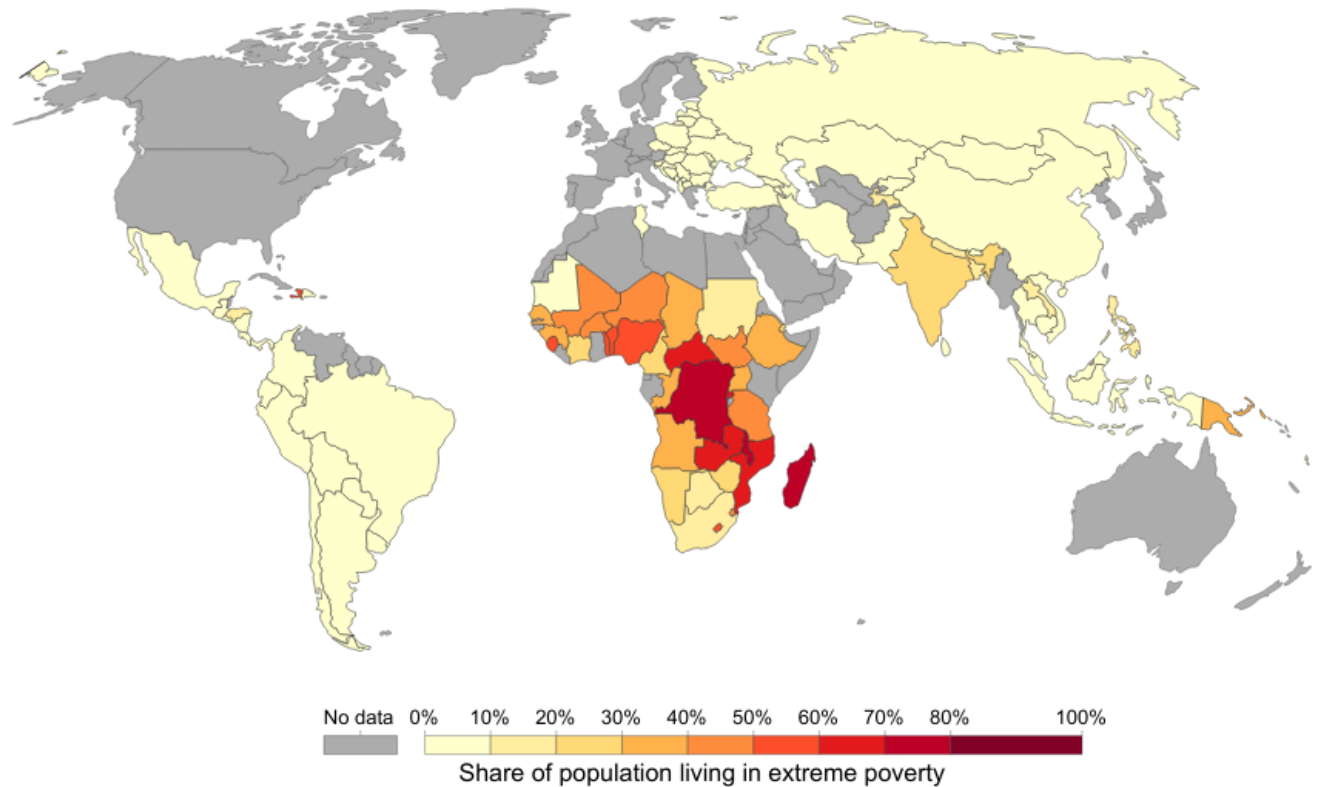 No data 0% 10% 20% 30% 40% 50% 60% 70% 80% 100%
Share of population living in extreme poverty